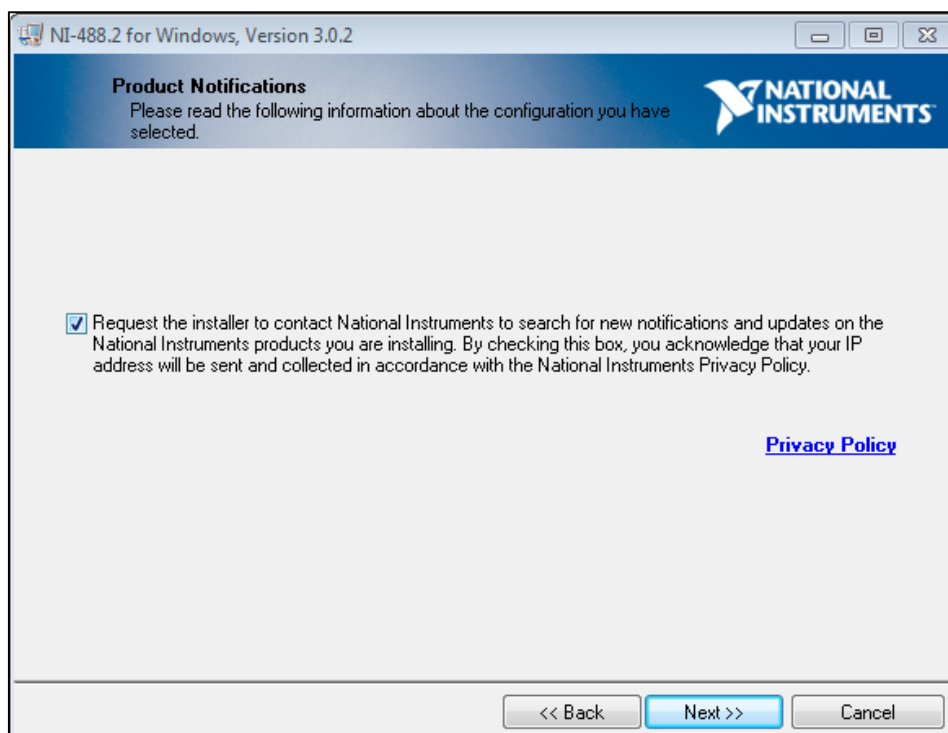 NI-488.2 for Windows, Version 3.0.2
Product Notifications
Please read the following information about the configuration you have
selected.
NATIONAL
INSTRUMENTS
Request the installer to contact National Instruments to search for new notifications and updates on the
National Instruments products you are installing. By checking this box, you acknowledge that your IP
address will be sent and collected in accordance with the National Instruments Privacy Policy.
Privacy Policy
<< Back
Next >>
Cancel